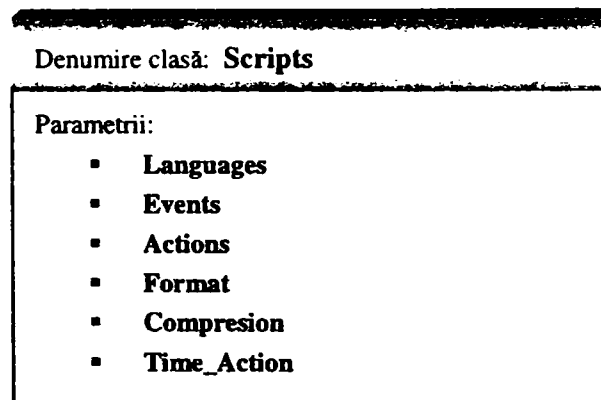 Denumire clasă: Scripts
Parametrii:
▪ Languages
▪ Events
▪ Actions
▪ Format
▪ Compresion
▪ Time_Action